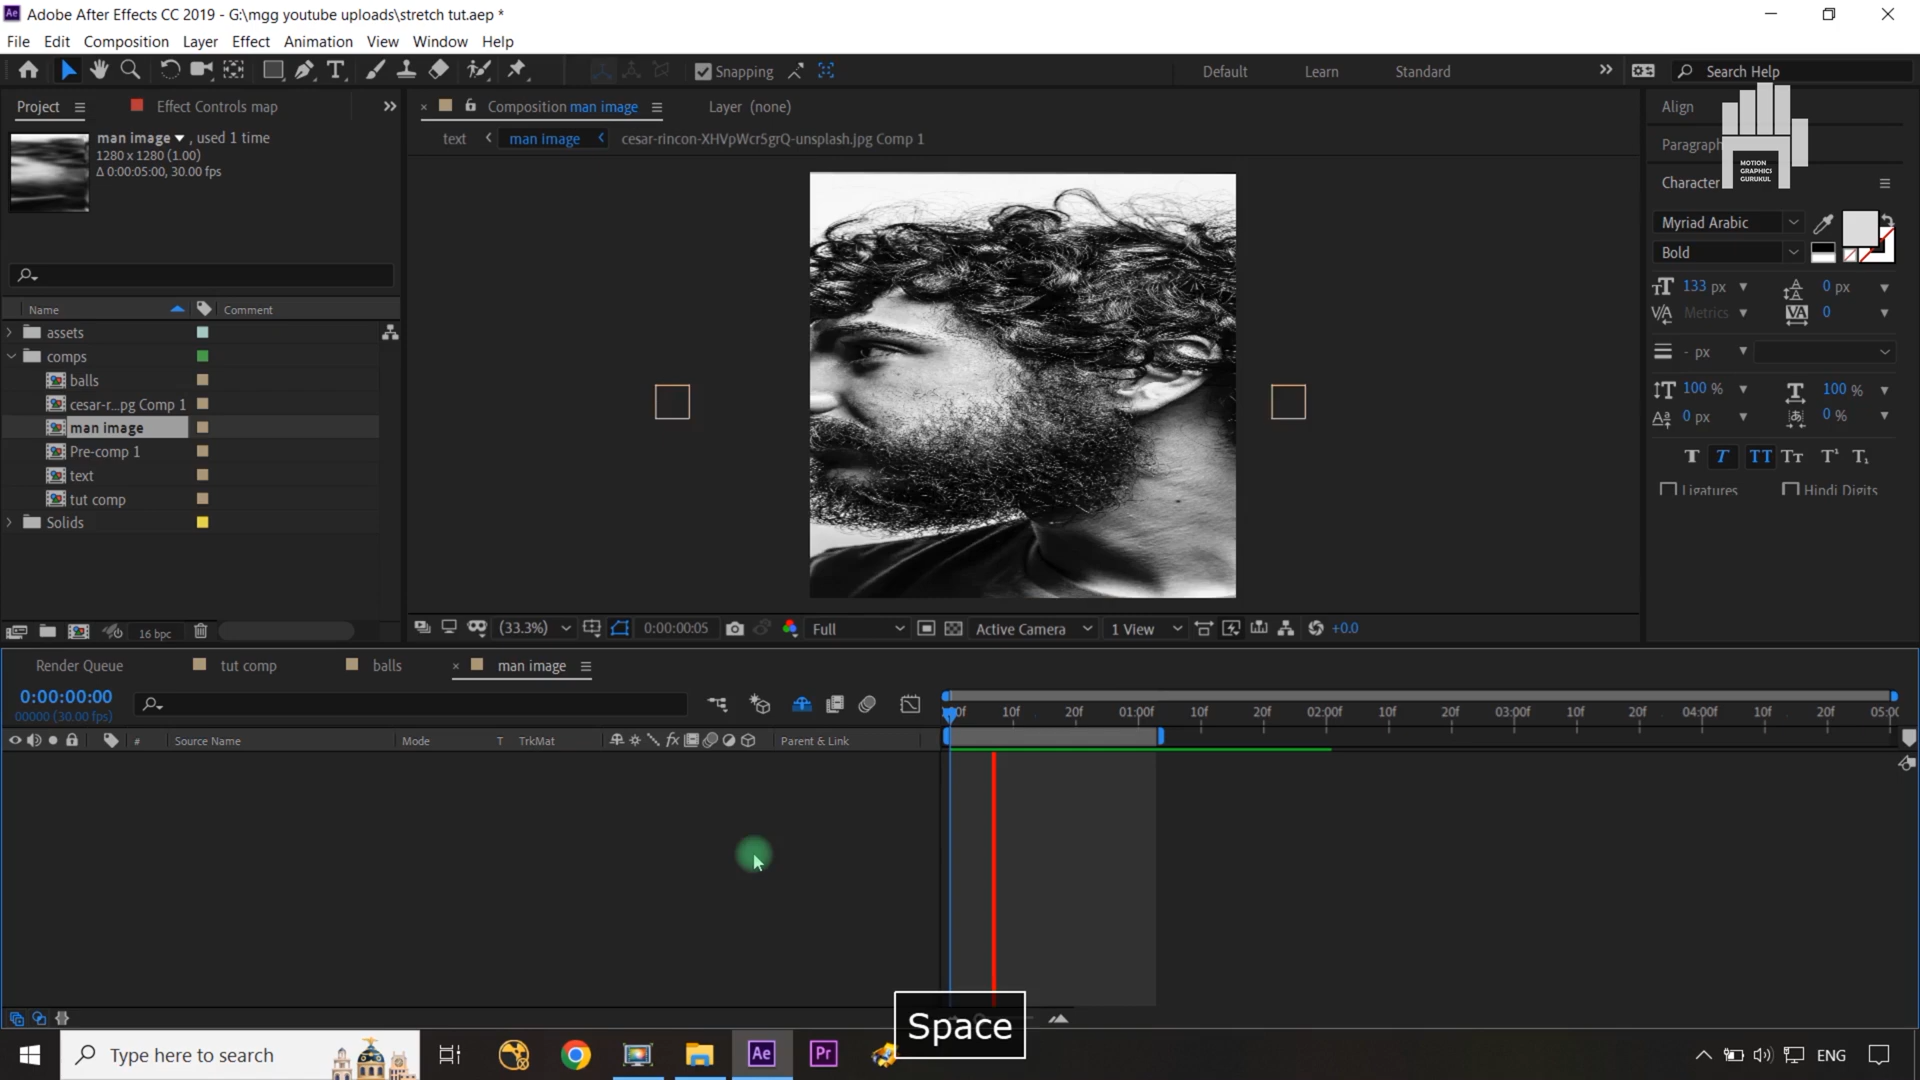 Adobe After Effects CC 2019 - G:\mgg youtube uploads\stretch tut.aep *
File Edit Composition Layer Effect Animation View Window Help
Snapping
Default Learn Standard
Search Help
Project
Effect Controls map
Composition man image
Layer (none)
Align
man image , used 1 time
1280 x 1280 (1.00)
Δ 0:00:05:00, 30.00 fps
text
man image
cesar-rincon-XHVpWcr5grQ-unsplash.jpg Comp 1
Paragraph
MOTION
GRAPHICS
GURUKUL
Character
Myriad Arabic
Bold
133 px
0 px
Metrics
0
- px
100 %
100 %
0 px
0 %
Ligatures
Hindi Digits
Name
Comment
assets
comps
balls
cesar-r...pg Comp 1
man image
Pre-comp 1
text
tut comp
Solids
16 bpc
(33.3%)
0:00:00:05
Full
Active Camera
1 View
+0.0
Render Queue
tut comp
balls
man image
0:00:00:00
00000 (30.00 fps)
10f 20f 01:00f 10f 20f 02:00f 10f 20f 03:00f 10f 20f 04:00f 10f 20f
# Source Name Mode T TrkMat Parent & Link
Space
Type here to search
Ae
Pr
ENG